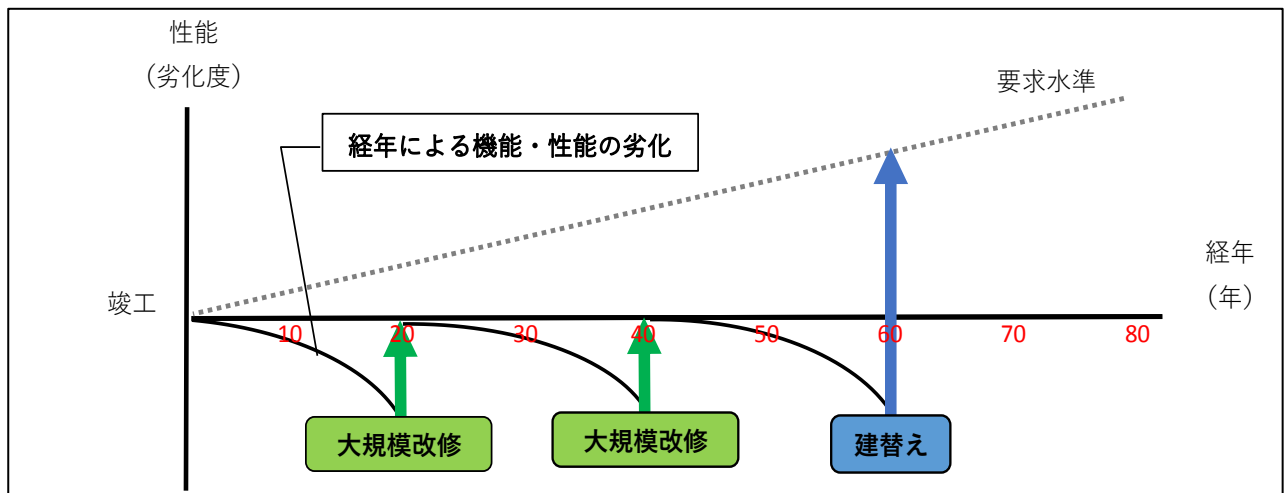 性能
（劣化度）
要求水準
経年による機能・性能の劣化
経年
（年）
竣工
10
20
30
40
50
60
70
80
大規模改修
大規模改修
建替え